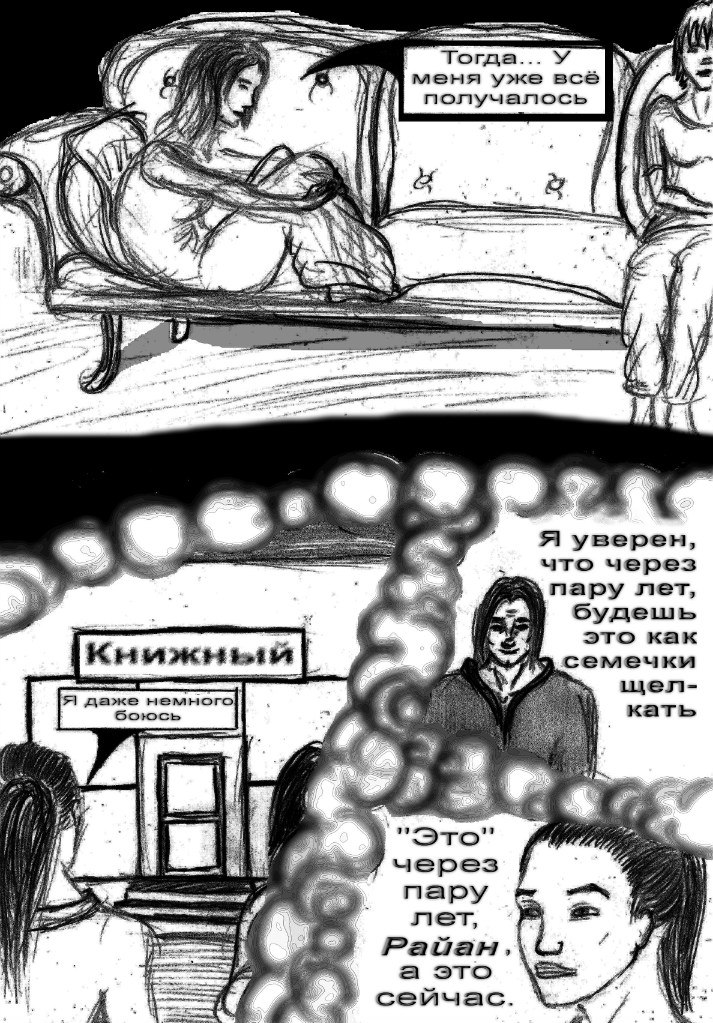 Тогда... У
меня уже всё
получалось
Книжный
Я даже немного
боюсь
Я уверен,
что через
пару лет,
будешь
это как
семечки
щел-
кать
"Это"
через
пару
лет,
Райан,
а это
сейчас.